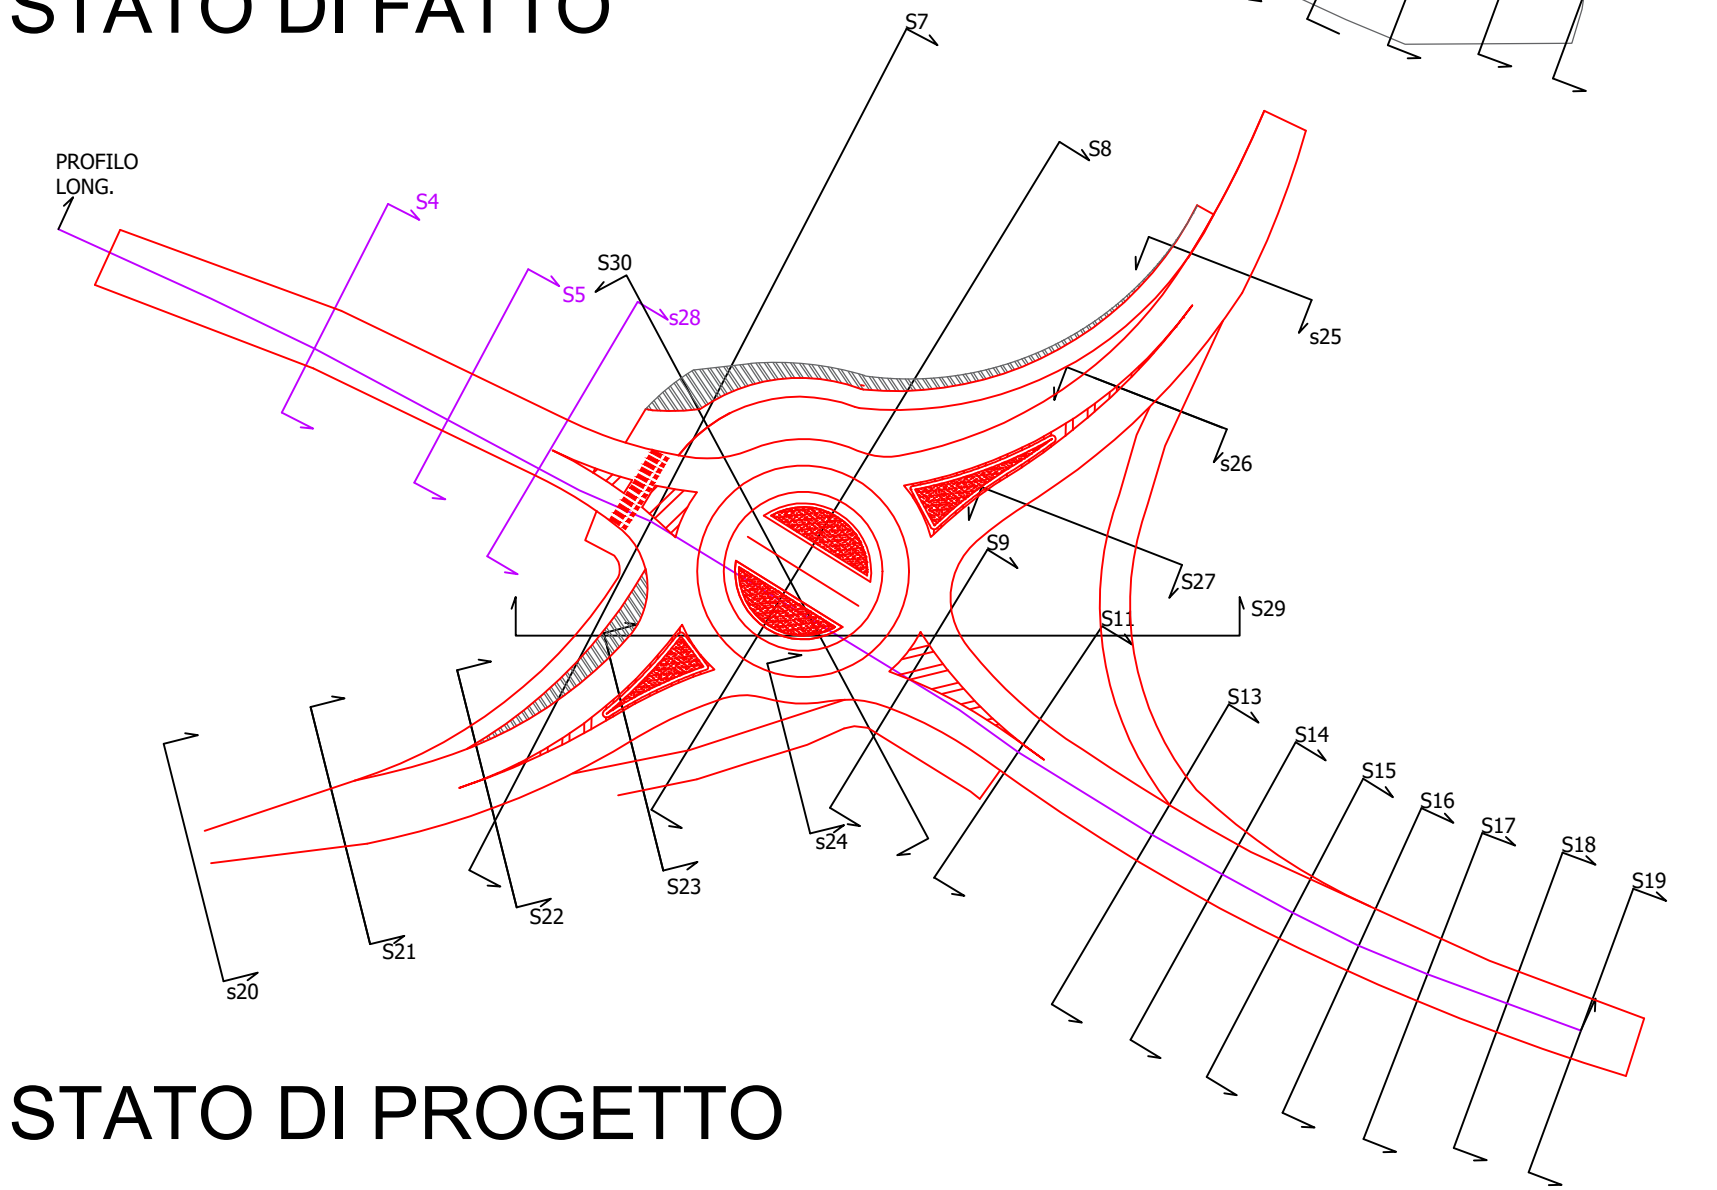 STATO DI FATTO
S7
S8
PROFILO
LONG.
S4
S30
S5
s28
s25
s26
S9
S27
S29
S11
S13
S14
S15
S16
S17
S18
S19
s24
S23
S22
S21
s20
STATO DI PROGETTO